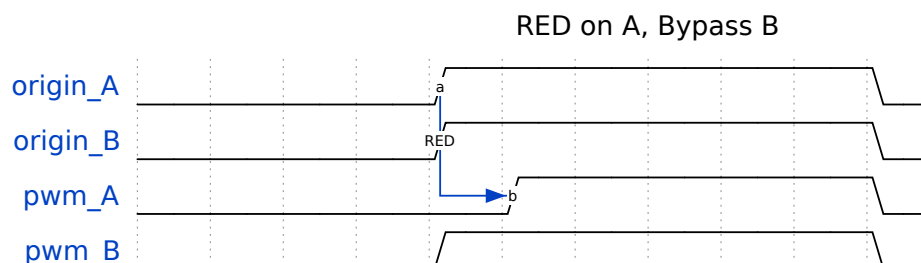 RED on A, Bypass B
origin_A
a
origin_B
RED
pwm_A
b
pwm_B